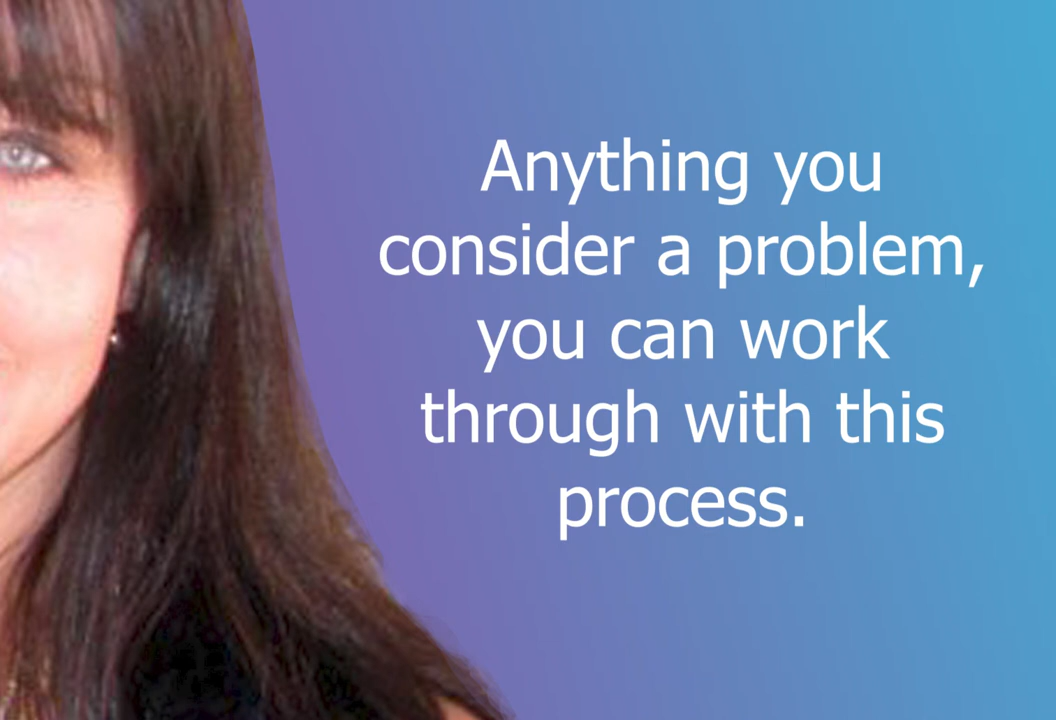 Anything you
consider a problem,
you can work
through with this
process.